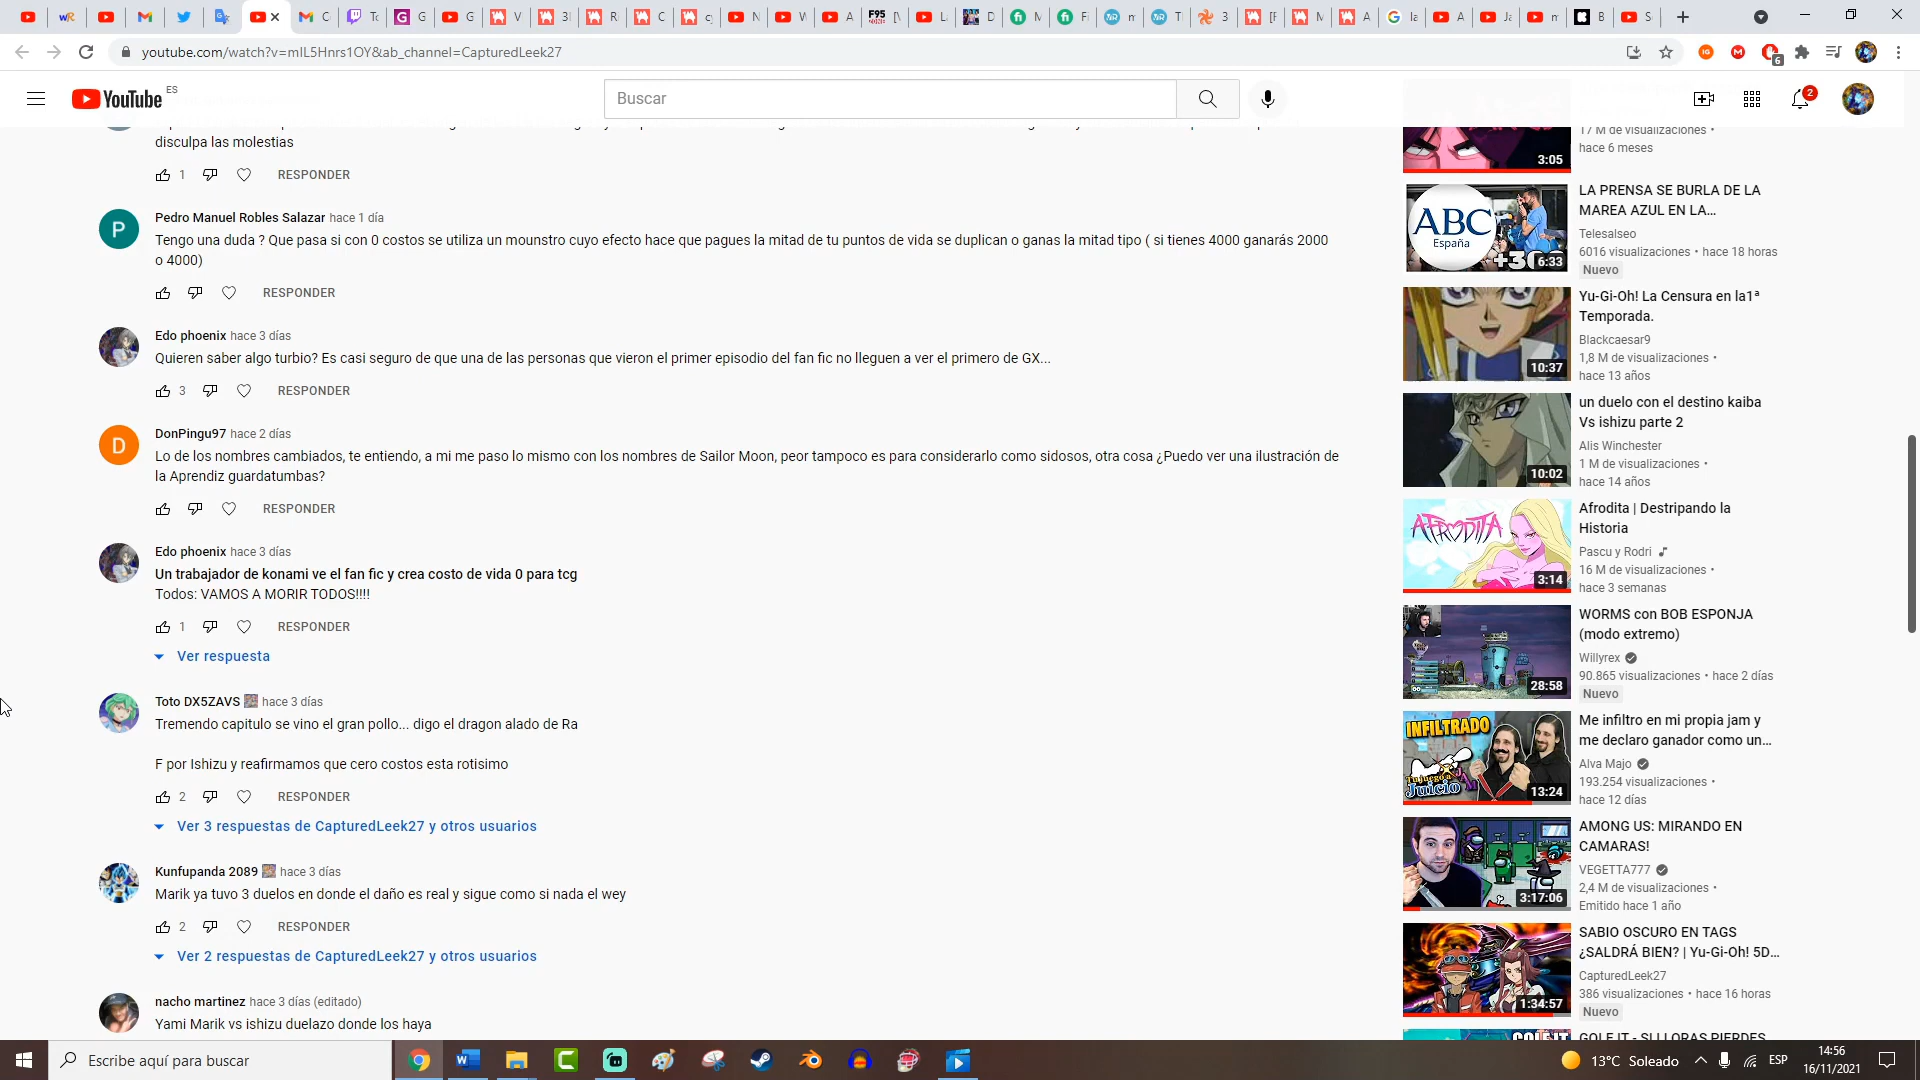 youtube.com/watch?v=mIL5Hnrs1OY&ab_channel=CapturedLeek27
6
YouTube ES
Buscar
2
disculpa las molestias
1 RESPONDER
Pedro Manuel Robles Salazar hace 1 día
Tengo una duda ? Que pasa si con 0 costos se utiliza un mounstro cuyo efecto hace que pagues la mitad de tu puntos de vida se duplican o ganas la mitad tipo ( si tienes 4000 ganarás 2000
o 4000)
RESPONDER
Edo phoenix hace 3 días
Quieren saber algo turbio? Es casi seguro de que una de las personas que vieron el primer episodio del fan fic no lleguen a ver el primero de GX...
3 RESPONDER
D
DonPingu97 hace 2 días
Lo de los nombres cambiados, te entiendo, a mi me paso lo mismo con los nombres de Sailor Moon, peor tampoco es para considerarlo como sidosos, otra cosa ¿Puedo ver una ilustración de
la Aprendiz guardatumbas?
RESPONDER
Edo phoenix hace 3 días
Un trabajador de konami ve el fan fic y crea costo de vida 0 para tcg
Todos: VAMOS A MORIR TODOS!!!!
1 RESPONDER
Ver respuesta
Toto DX5ZAVS hace 3 días
Tremendo capitulo se vino el gran pollo... digo el dragon alado de Ra
F por Ishizu y reafirmamos que cero costos esta rotisimo
2 RESPONDER
Ver 3 respuestas de CapturedLeek27 y otros usuarios
Kunfupanda 2089 hace 3 días
Marik ya tuvo 3 duelos en donde el daño es real y sigue como si nada el wey
2 RESPONDER
Ver 2 respuestas de CapturedLeek27 y otros usuarios
nacho martinez hace 3 días (editado)
Yami Marik vs ishizu duelazo donde los haya
P
17 M de visualizaciones •
hace 6 meses
3:05
LA PRENSA SE BURLA DE LA
MAREA AZUL EN LA...
Telesalseo
6016 visualizaciones • hace 18 horas
Nuevo
ABC
España
6:33
Yu-Gi-Oh! La Censura en la1ª
Temporada.
Blackcaesar9
1,8 M de visualizaciones •
hace 13 años
10:37
un duelo con el destino kaiba
Vs ishizu parte 2
Alis Winchester
1 M de visualizaciones •
hace 14 años
10:02
Afrodita | Destripando la
Historia
Pascu y Rodri
16 M de visualizaciones •
hace 3 semanas
AFRODITA
3:14
WORMS con BOB ESPONJA
(modo extremo)
Willyrex
90.865 visualizaciones • hace 2 días
Nuevo
28:58
Me infiltro en mi propia jam y
me declaro ganador como un...
Alva Majo
193.254 visualizaciones •
hace 12 días
INFILTRADO
Juicio
13:24
AMONG US: MIRANDO EN
CAMARAS!
VEGETTA777
2,4 M de visualizaciones •
Emitido hace 1 año
3:17:06
SABIO OSCURO EN TAGS
¿SALDRÁ BIEN? | Yu-Gi-Oh! 5D...
CapturedLeek27
386 visualizaciones • hace 16 horas
Nuevo
1:34:57
Escribe aquí para buscar
13°C Soleado
ESP
14:56
16/11/2021